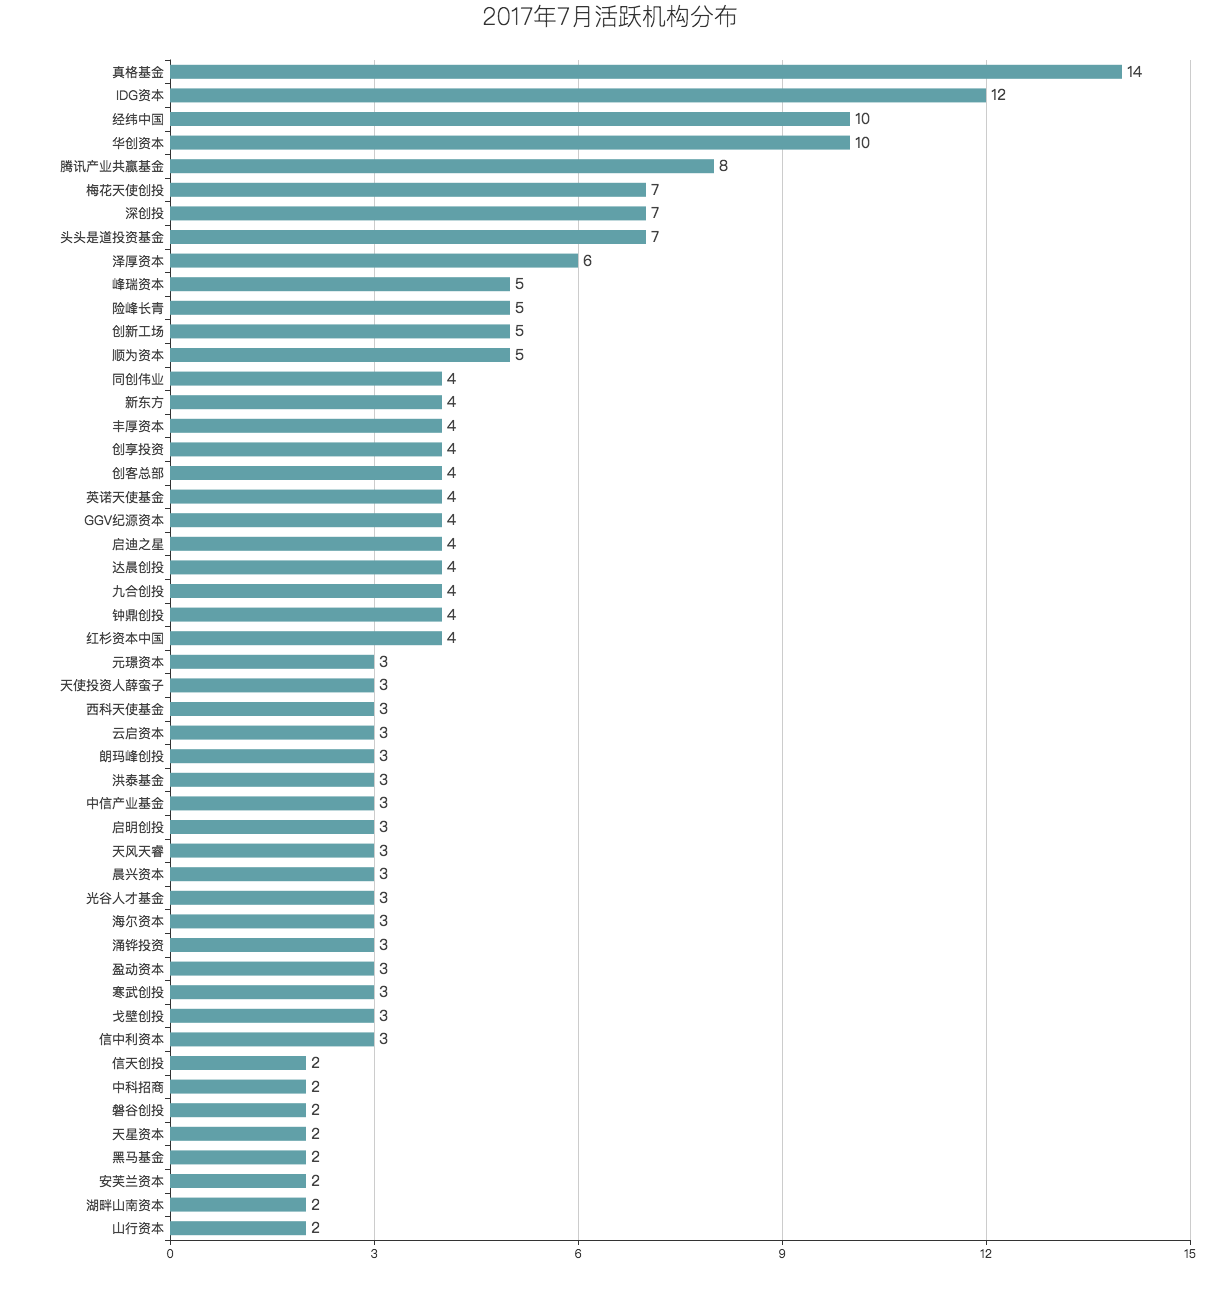 2017年7月活跃机构分布
真格基金 14
IDG资本 12
经纬中国 10
华创资本 10
腾讯产业共赢基金 8
梅花天使创投 7
深创投 7
头头是道投资基金 7
泽厚资本 6
峰瑞资本 5
险峰长青 5
创新工场 5
顺为资本 5
同创伟业 4
新东方 4
丰厚资本 4
创享投资 4
创客总部 4
英诺天使基金 4
GGV纪源资本 4
启迪之星 4
达晨创投 4
九合创投 4
钟鼎创投 4
红杉资本中国 4
元璟资本 3
天使投资人薛蛮子 3
西科天使基金 3
云启资本 3
朗玛峰创投 3
洪泰基金 3
中信产业基金 3
启明创投 3
天风天睿 3
晨兴资本 3
光谷人才基金 3
海尔资本 3
涌铧投资 3
盈动资本 3
寒武创投 3
戈壁创投 3
信中利资本 3
信天创投 2
中科招商 2
磐谷创投 2
天星资本 2
黑马基金 2
安芙兰资本 2
湖畔山南资本 2
山行资本 2
0 3 6 9 12 15